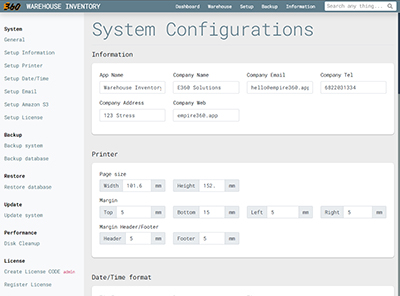 360 WAREHOUSE INVENTORY
Dashboard Warehouse Setup Backup Information Search any thing...
System
General
Setup Information
Setup Printer
Setup Date/Time
Setup Email
Setup Amazon S3
Setup License
Backup
Backup system
Backup database
Restore
Restore database
Update
Update system
Performance
Disk Cleanup
License
Create License CODE admin
Register License
System Configurations
Information
App Name Company Name Company Email Company Tel
Warehouse Inventory E360 Solutions hello@empire360.app 6822031334
Company Address Company Web
123 Stress empire360.app
Printer
Page size
Width 101.6 mm Height 152. mm
Margin
Top 5 mm Bottom 15 mm Left 5 mm Right 5 mm
Margin Header/Footer
Header 5 mm Footer 5 mm
Date/Time format